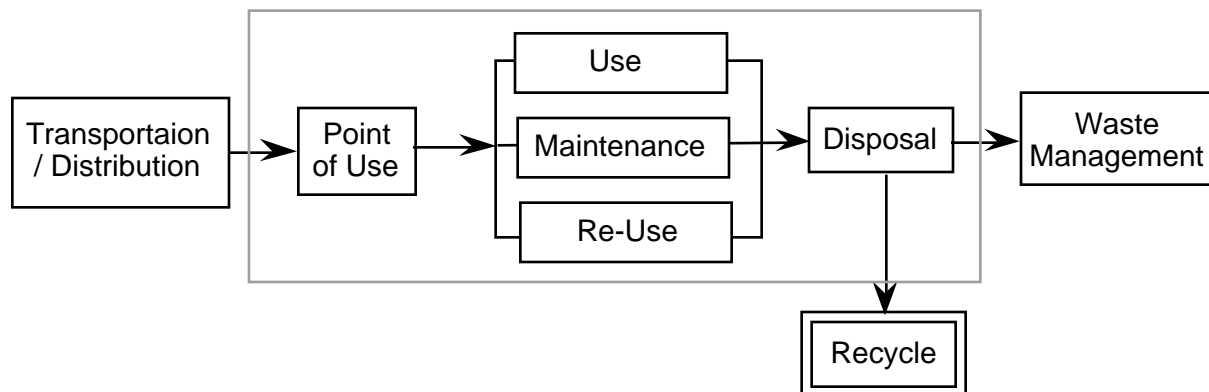 Transportaion
/ Distribution
Point
of Use
Use
Maintenance
Re-Use
Disposal
Waste
Management
Recycle